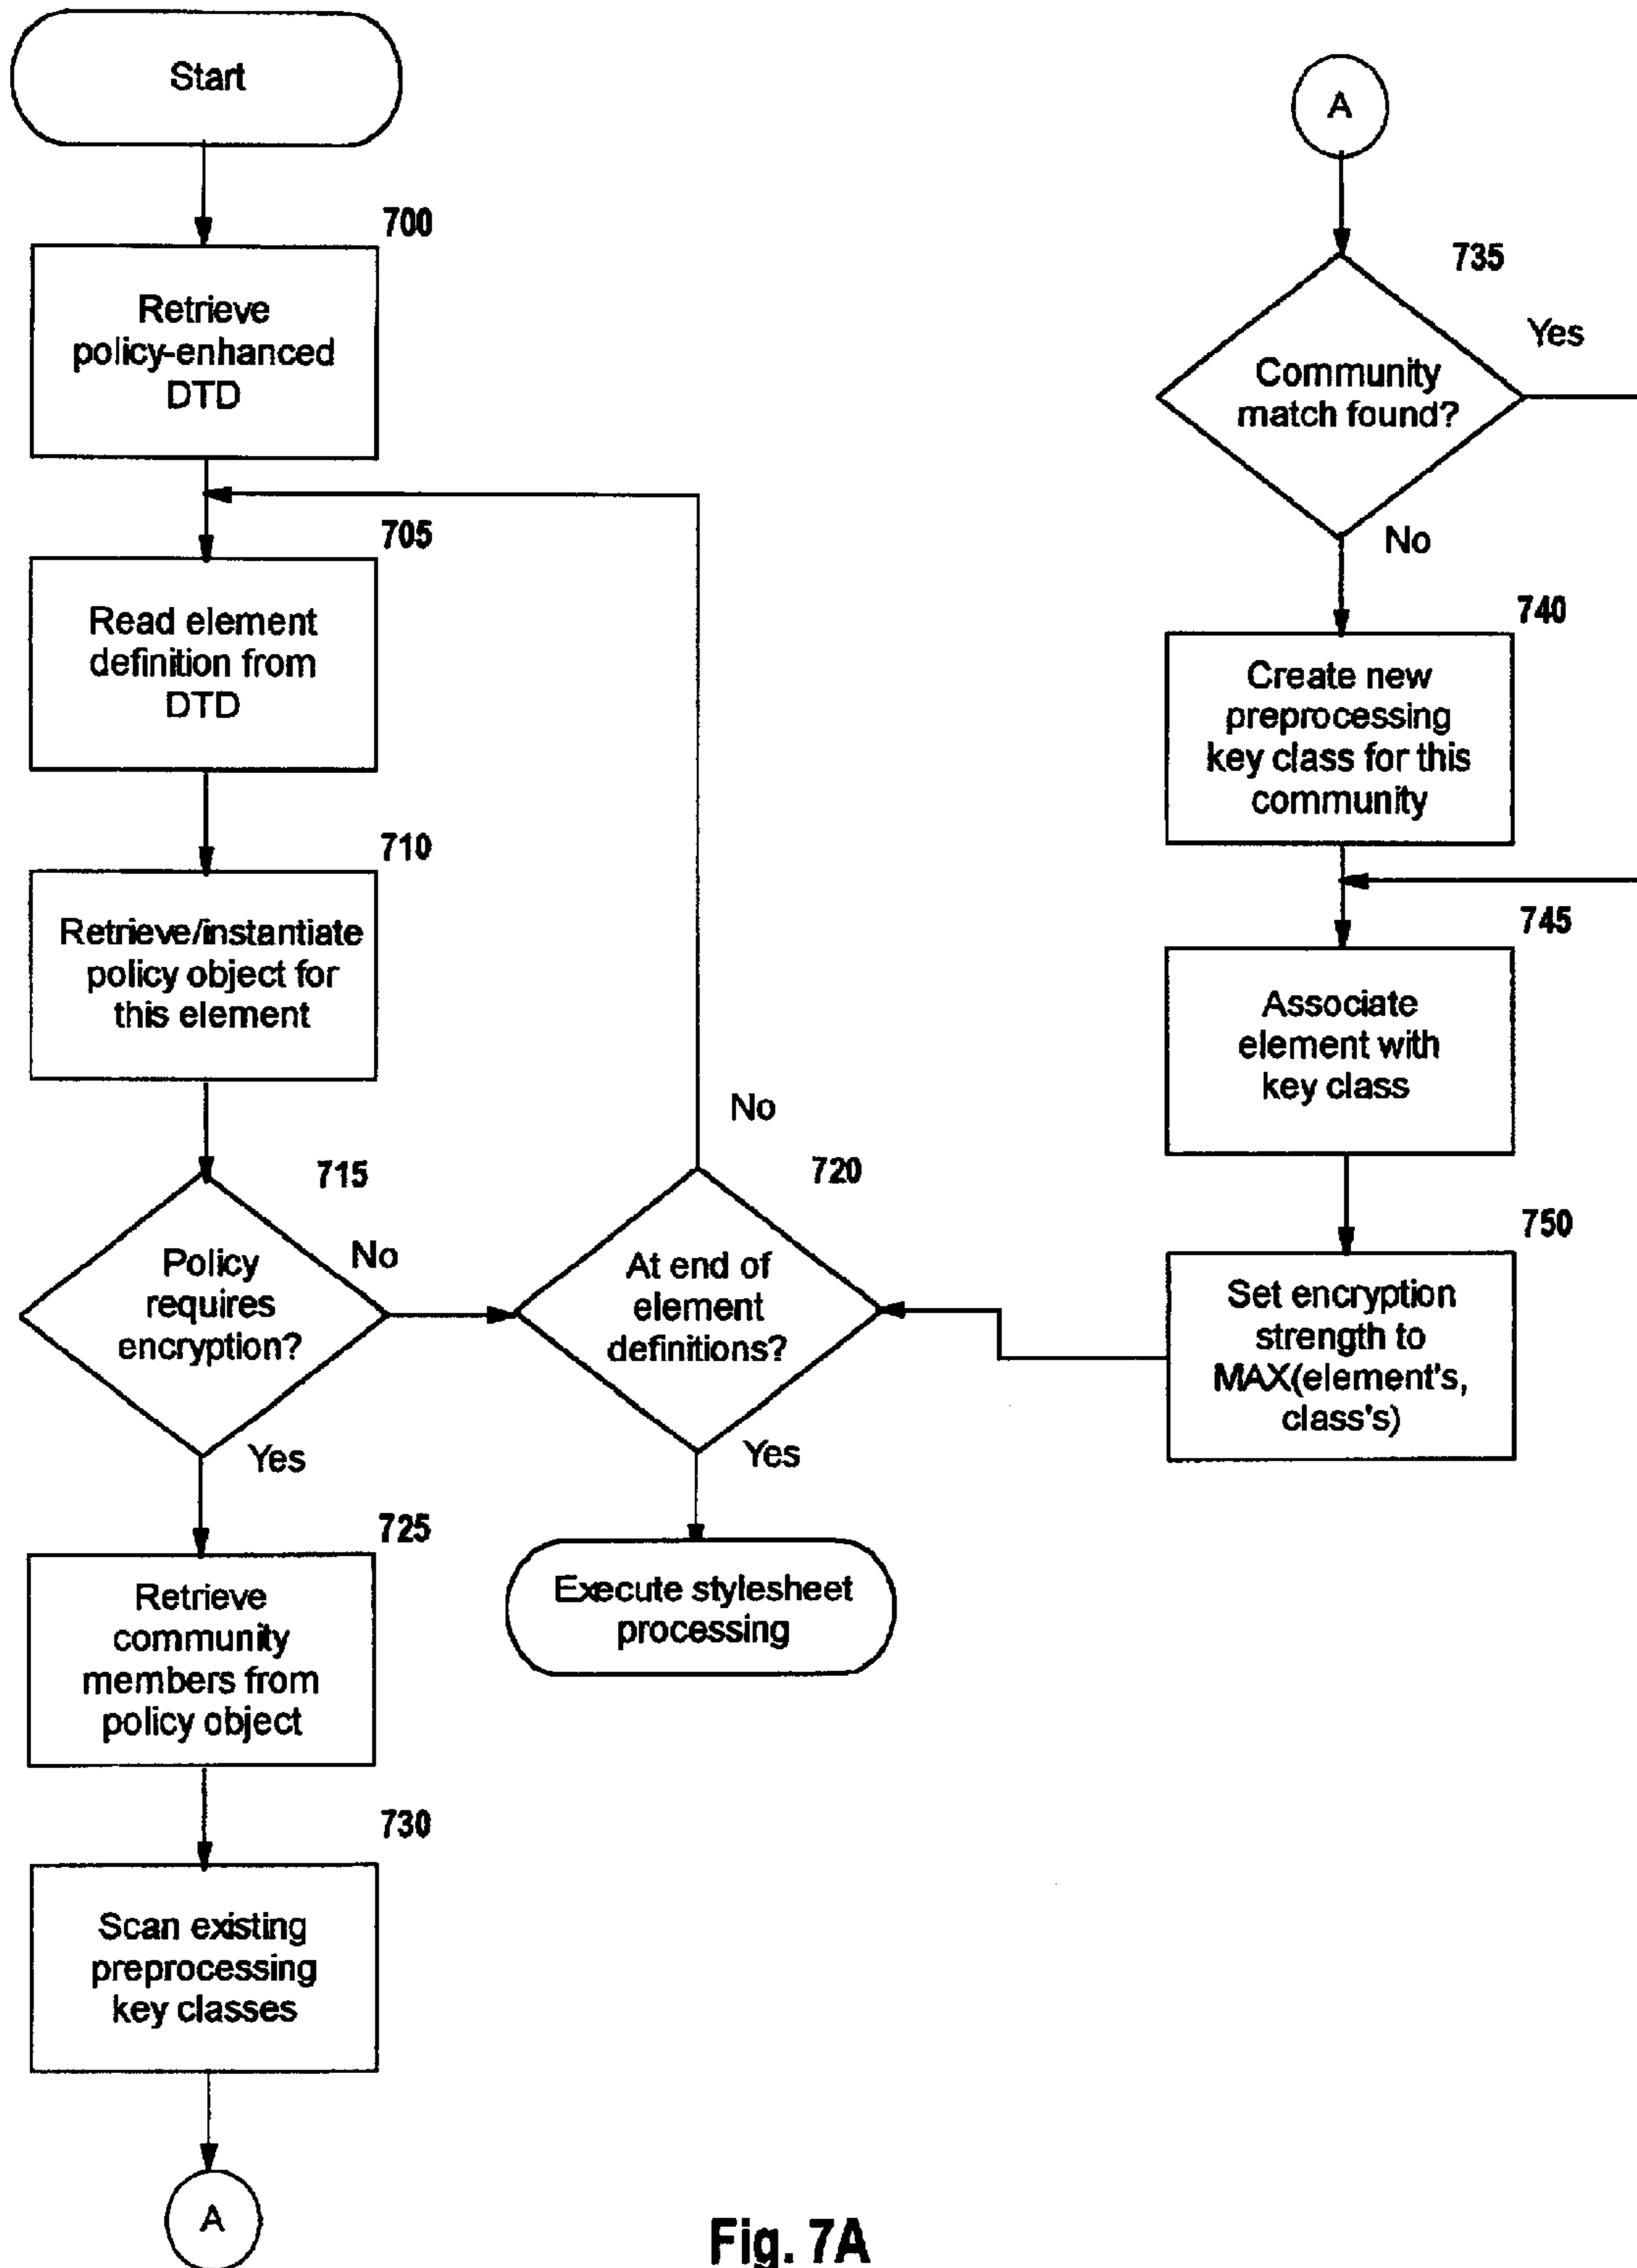 Start
700
Retrieve
policy-enhanced
DTD
705
Read element
definition from
DTD
710
Retrieve/instantiate
policy object for
this element
715
Policy
requires
encryption?
No
Yes
720
At end of
element
definitions?
No
Yes
Execute stylesheet
processing
725
Retrieve
community
members from
policy object
730
Scan existing
preprocessing
key classes
A
A
735
Community
match found?
Yes
No
740
Create new
preprocessing
key class for this
community
745
Associate
element with
key class
750
Set encryption
strength to
MAX(element's,
class's)
Fig. 7A